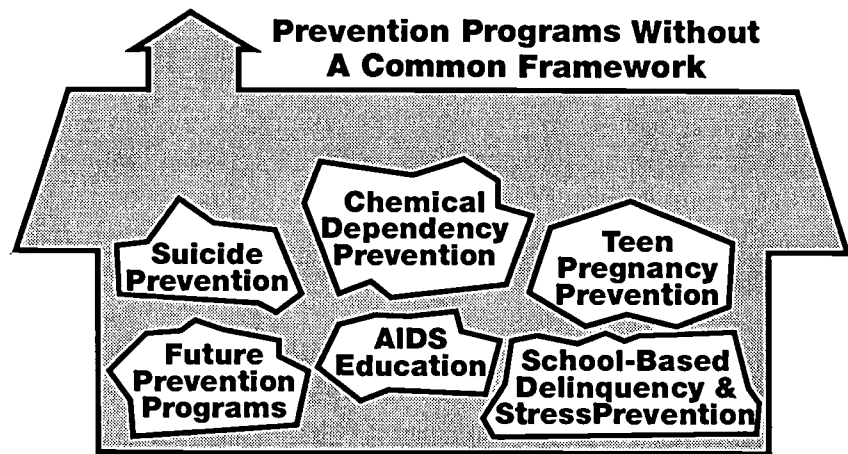 Prevention Programs Without
A Common Framework
Chemical
Dependency
Prevention
Suicide
Prevention
Teen
Pregnancy
Prevention
Future
Prevention
Programs
AIDS
Education
School-Based
Delinquency &
StressPrevention